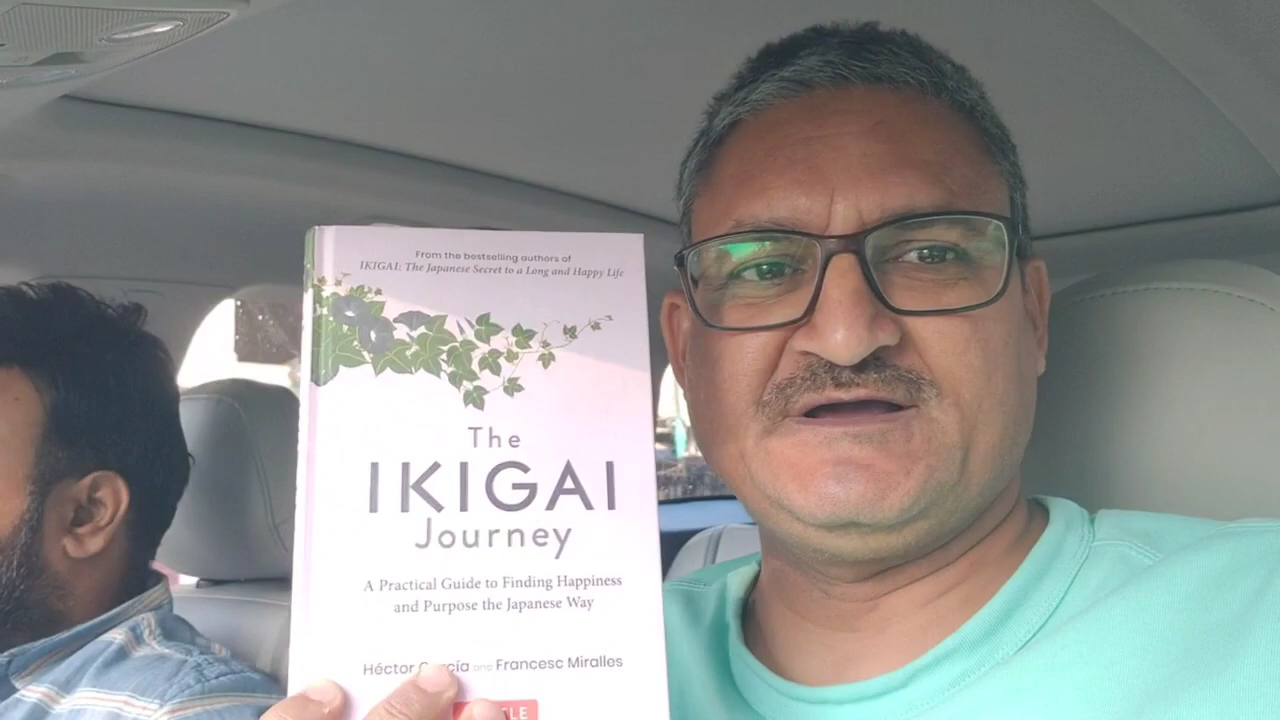 From the bestselling authors of
IKIGAI: The Japanese Secret to a Long and Happy Life
The
IKIGAI
Journey
A Practical Guide to Finding Happiness
and Purpose the Japanese Way
Héctor García and Francesc Miralles